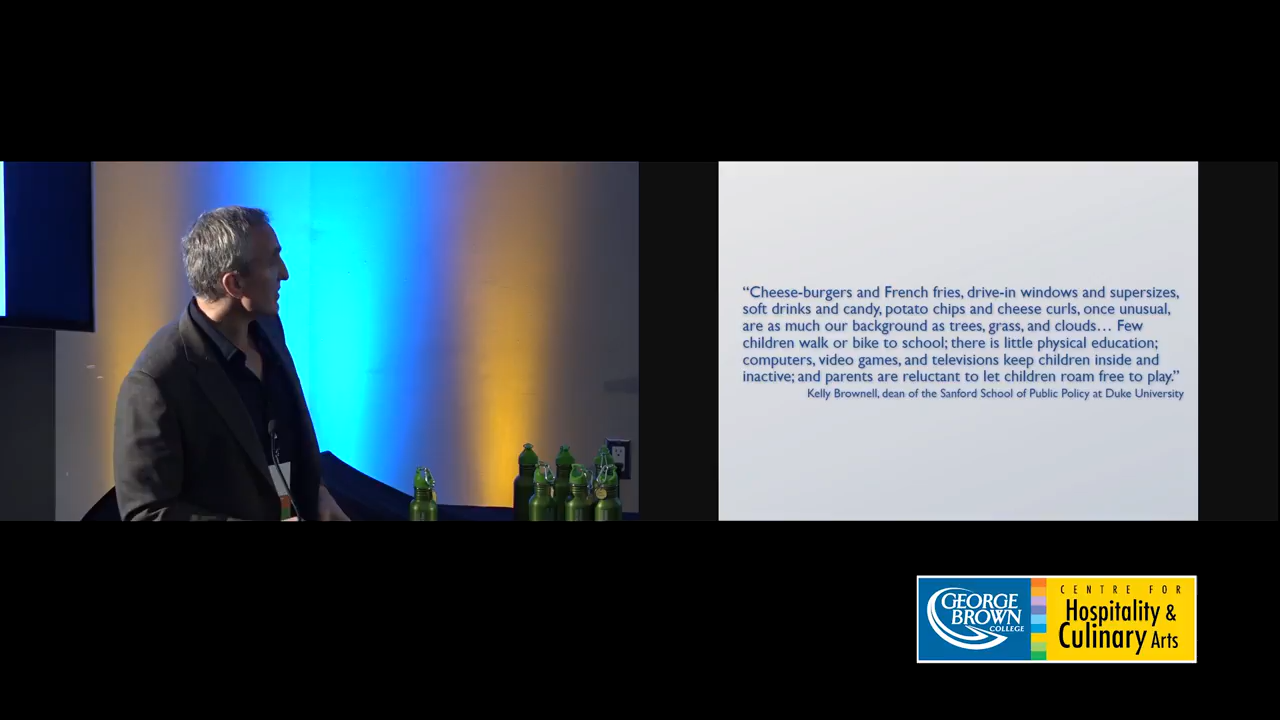 “Cheese-burgers and French fries, drive-in windows and supersizes,
soft drinks and candy, potato chips and cheese curls, once unusual,
are as much our background as trees, grass, and clouds… Few
children walk or bike to school; there is little physical education;
computers, video games, and televisions keep children inside and
inactive; and parents are reluctant to let children roam free to play.”
Kelly Brownell, dean of the Sanford School of Public Policy at Duke University
GEORGE
BROWN
COLLEGE
CENTRE FOR
Hospitality &
Culinary Arts